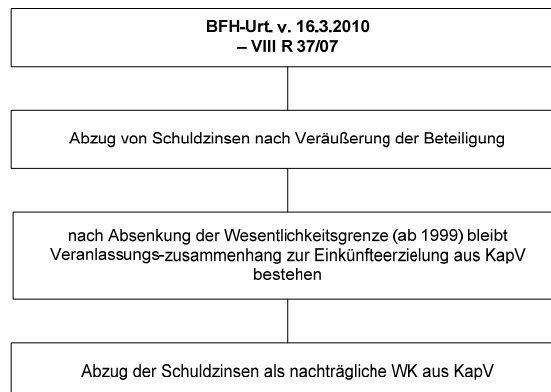 BFH-Urt. v. 16.3.2010
– VIII R 37/07
Abzug von Schuldzinsen nach Veräußerung der Beteiligung
nach Absenkung der Wesentlichkeitsgrenze (ab 1999) bleibt
Veranlassungs-zusammenhang zur Einkünfteerzielung aus KapV
bestehen
Abzug der Schuldzinsen als nachträgliche WK aus KapV